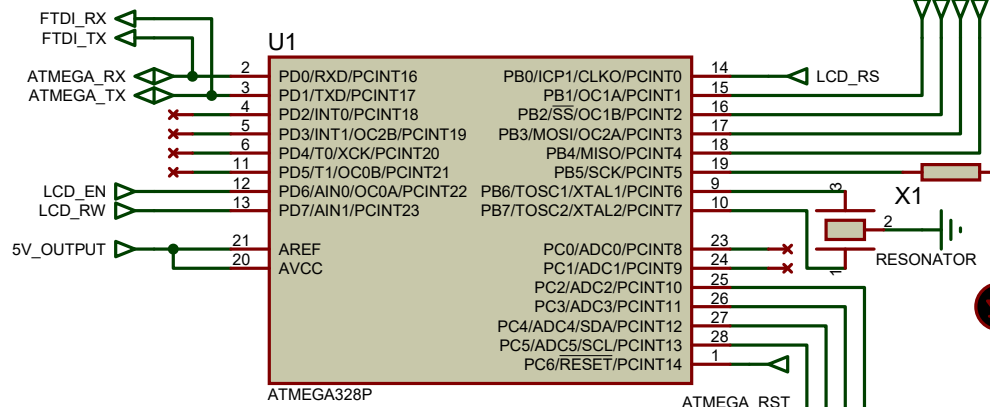 FTDI_RX
FTDI_TX
ATMEGA_RX
ATMEGA_TX
LCD_EN
LCD_RW
5V_OUTPUT
U1
2 PD0/RXD/PCINT16
3 PD1/TXD/PCINT17
4 PD2/INT0/PCINT18
5 PD3/INT1/OC2B/PCINT19
6 PD4/T0/XCK/PCINT20
11 PD5/T1/OC0B/PCINT21
12 PD6/AIN0/OC0A/PCINT22
13 PD7/AIN1/PCINT23
21 AREF
20 AVCC
PB0/ICP1/CLKO/PCINT0 14
PB1/OC1A/PCINT1 15
PB2/SS/OC1B/PCINT2 16
PB3/MOSI/OC2A/PCINT3 17
PB4/MISO/PCINT4 18
PB5/SCK/PCINT5 19
PB6/TOSC1/XTAL1/PCINT6 9
PB7/TOSC2/XTAL2/PCINT7 10
PC0/ADC0/PCINT8 23
PC1/ADC1/PCINT9 24
PC2/ADC2/PCINT10 25
PC3/ADC3/PCINT11 26
PC4/ADC4/SDA/PCINT12 27
PC5/ADC5/SCL/PCINT13 28
PC6/RESET/PCINT14 1
ATMEGA328P
LCD_RS
X1
3
2
1
RESONATOR
ATMEGA_RST